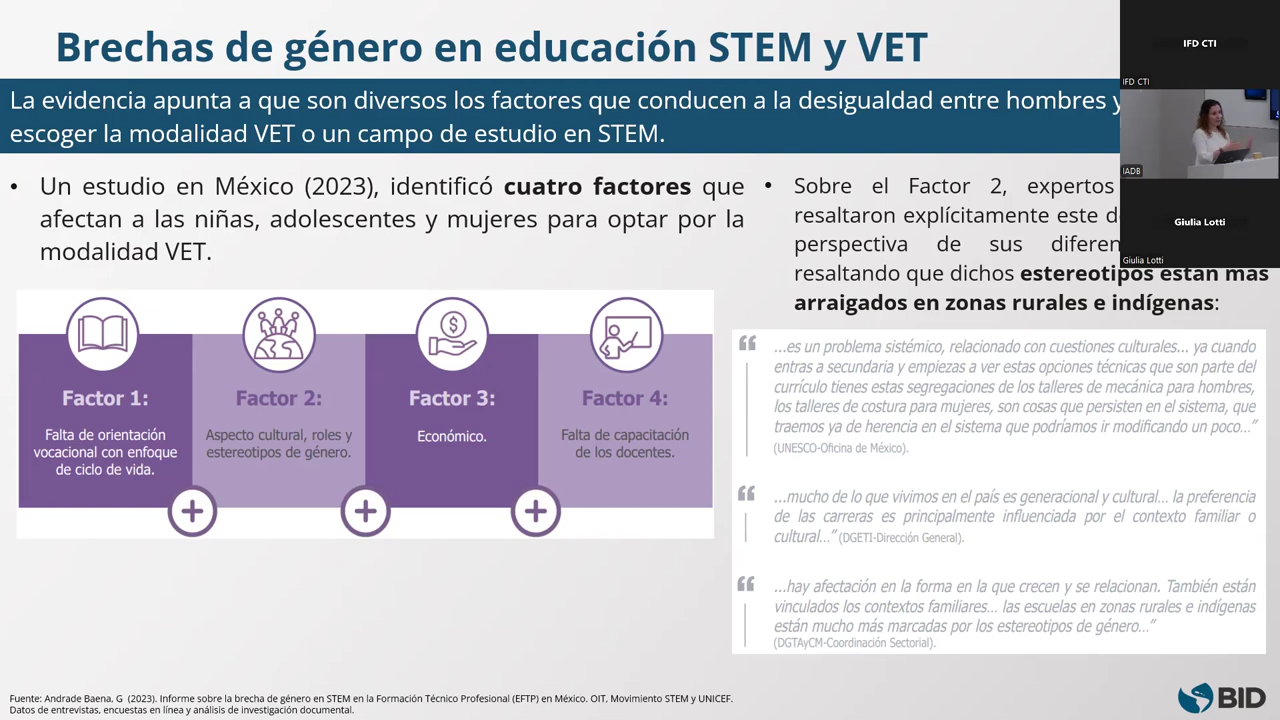 Brechas de género en educación STEM y VET
La evidencia apunta a que son diversos los factores que conducen a la desigualdad entre hombres y
escoger la modalidad VET o un campo de estudio en STEM.
• Un estudio en México (2023), identificó cuatro factores que
afectan a las niñas, adolescentes y mujeres para optar por la
modalidad VET.
Factor 1:
Falta de orientación
vocacional con enfoque
de ciclo de vida.
Factor 2:
Aspecto cultural, roles y
estereotipos de género.
Factor 3:
Económico.
Factor 4:
Falta de capacitación
de los docentes.
• Sobre el Factor 2, expertos
resaltaron explícitamente este
perspectiva de sus
resaltando que dichos estereotipos están más
arraigados en zonas rurales e indígenas:
“ ...es un problema sistémico, relacionado con cuestiones culturales... ya cuando
entras a secundaria y empiezas a ver estas opciones técnicas que son parte del
currículo tienes estas segregaciones de los talleres de mecánica para hombres,
los talleres de costura para mujeres, son cosas que persisten en el sistema, que
traemos ya de herencia en el sistema que podríamos ir modificando un poco...”
(UNESCO-Oficina de México).
“ ...mucho de lo que vivimos en el país es generacional y cultural... la preferencia
de las carreras es principalmente influenciada por el contexto familiar o
cultural...” (DGETI-Dirección General).
“ ...hay afectación en la forma en la que crecen y se relacionan. También están
vinculados los contextos familiares... las escuelas en zonas rurales e indígenas
están mucho más marcadas por los estereotipos de género...”
(DGTAyCM-Coordinación Sectorial).
Fuente: Andrade Baena, G (2023). Informe sobre la brecha de género en STEM en la Formación Técnico Profesional (EFTP) en México. OIT, Movimiento STEM y UNICEF.
Datos de entrevistas, encuestas en línea y análisis de investigación documental.
BID
IFD CTI
IFD CTI
IADB
Giulia Lotti
Giulia Lotti